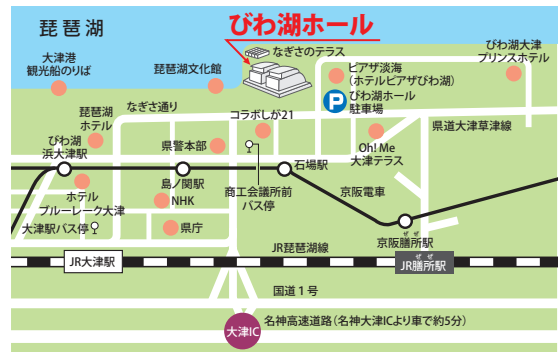 琵琶湖
びわ湖ホール
なぎさのテラス
大津港
観光船のりば
琵琶湖文化館
ピアザ淡海
(ホテルピアザびわ湖)
びわ湖大津
プリンスホテル
P
びわ湖ホール
駐車場
琵琶湖
ホテル
なぎさ通り
コラボしが21
県道大津草津線
びわ湖
浜大津駅
県警本部
Oh! Me
大津テラス
石場駅
島ノ関駅
商工会議所前
バス停
京阪電車
ホテル
ブルーレーク大津
NHK
大津駅バス停
県庁
ぜぜ
京阪膳所駅
JR琵琶湖線
JR大津駅
ぜぜ
JR膳所駅
国道1号
大津IC
名神高速道路(名神大津ICより車で約5分)